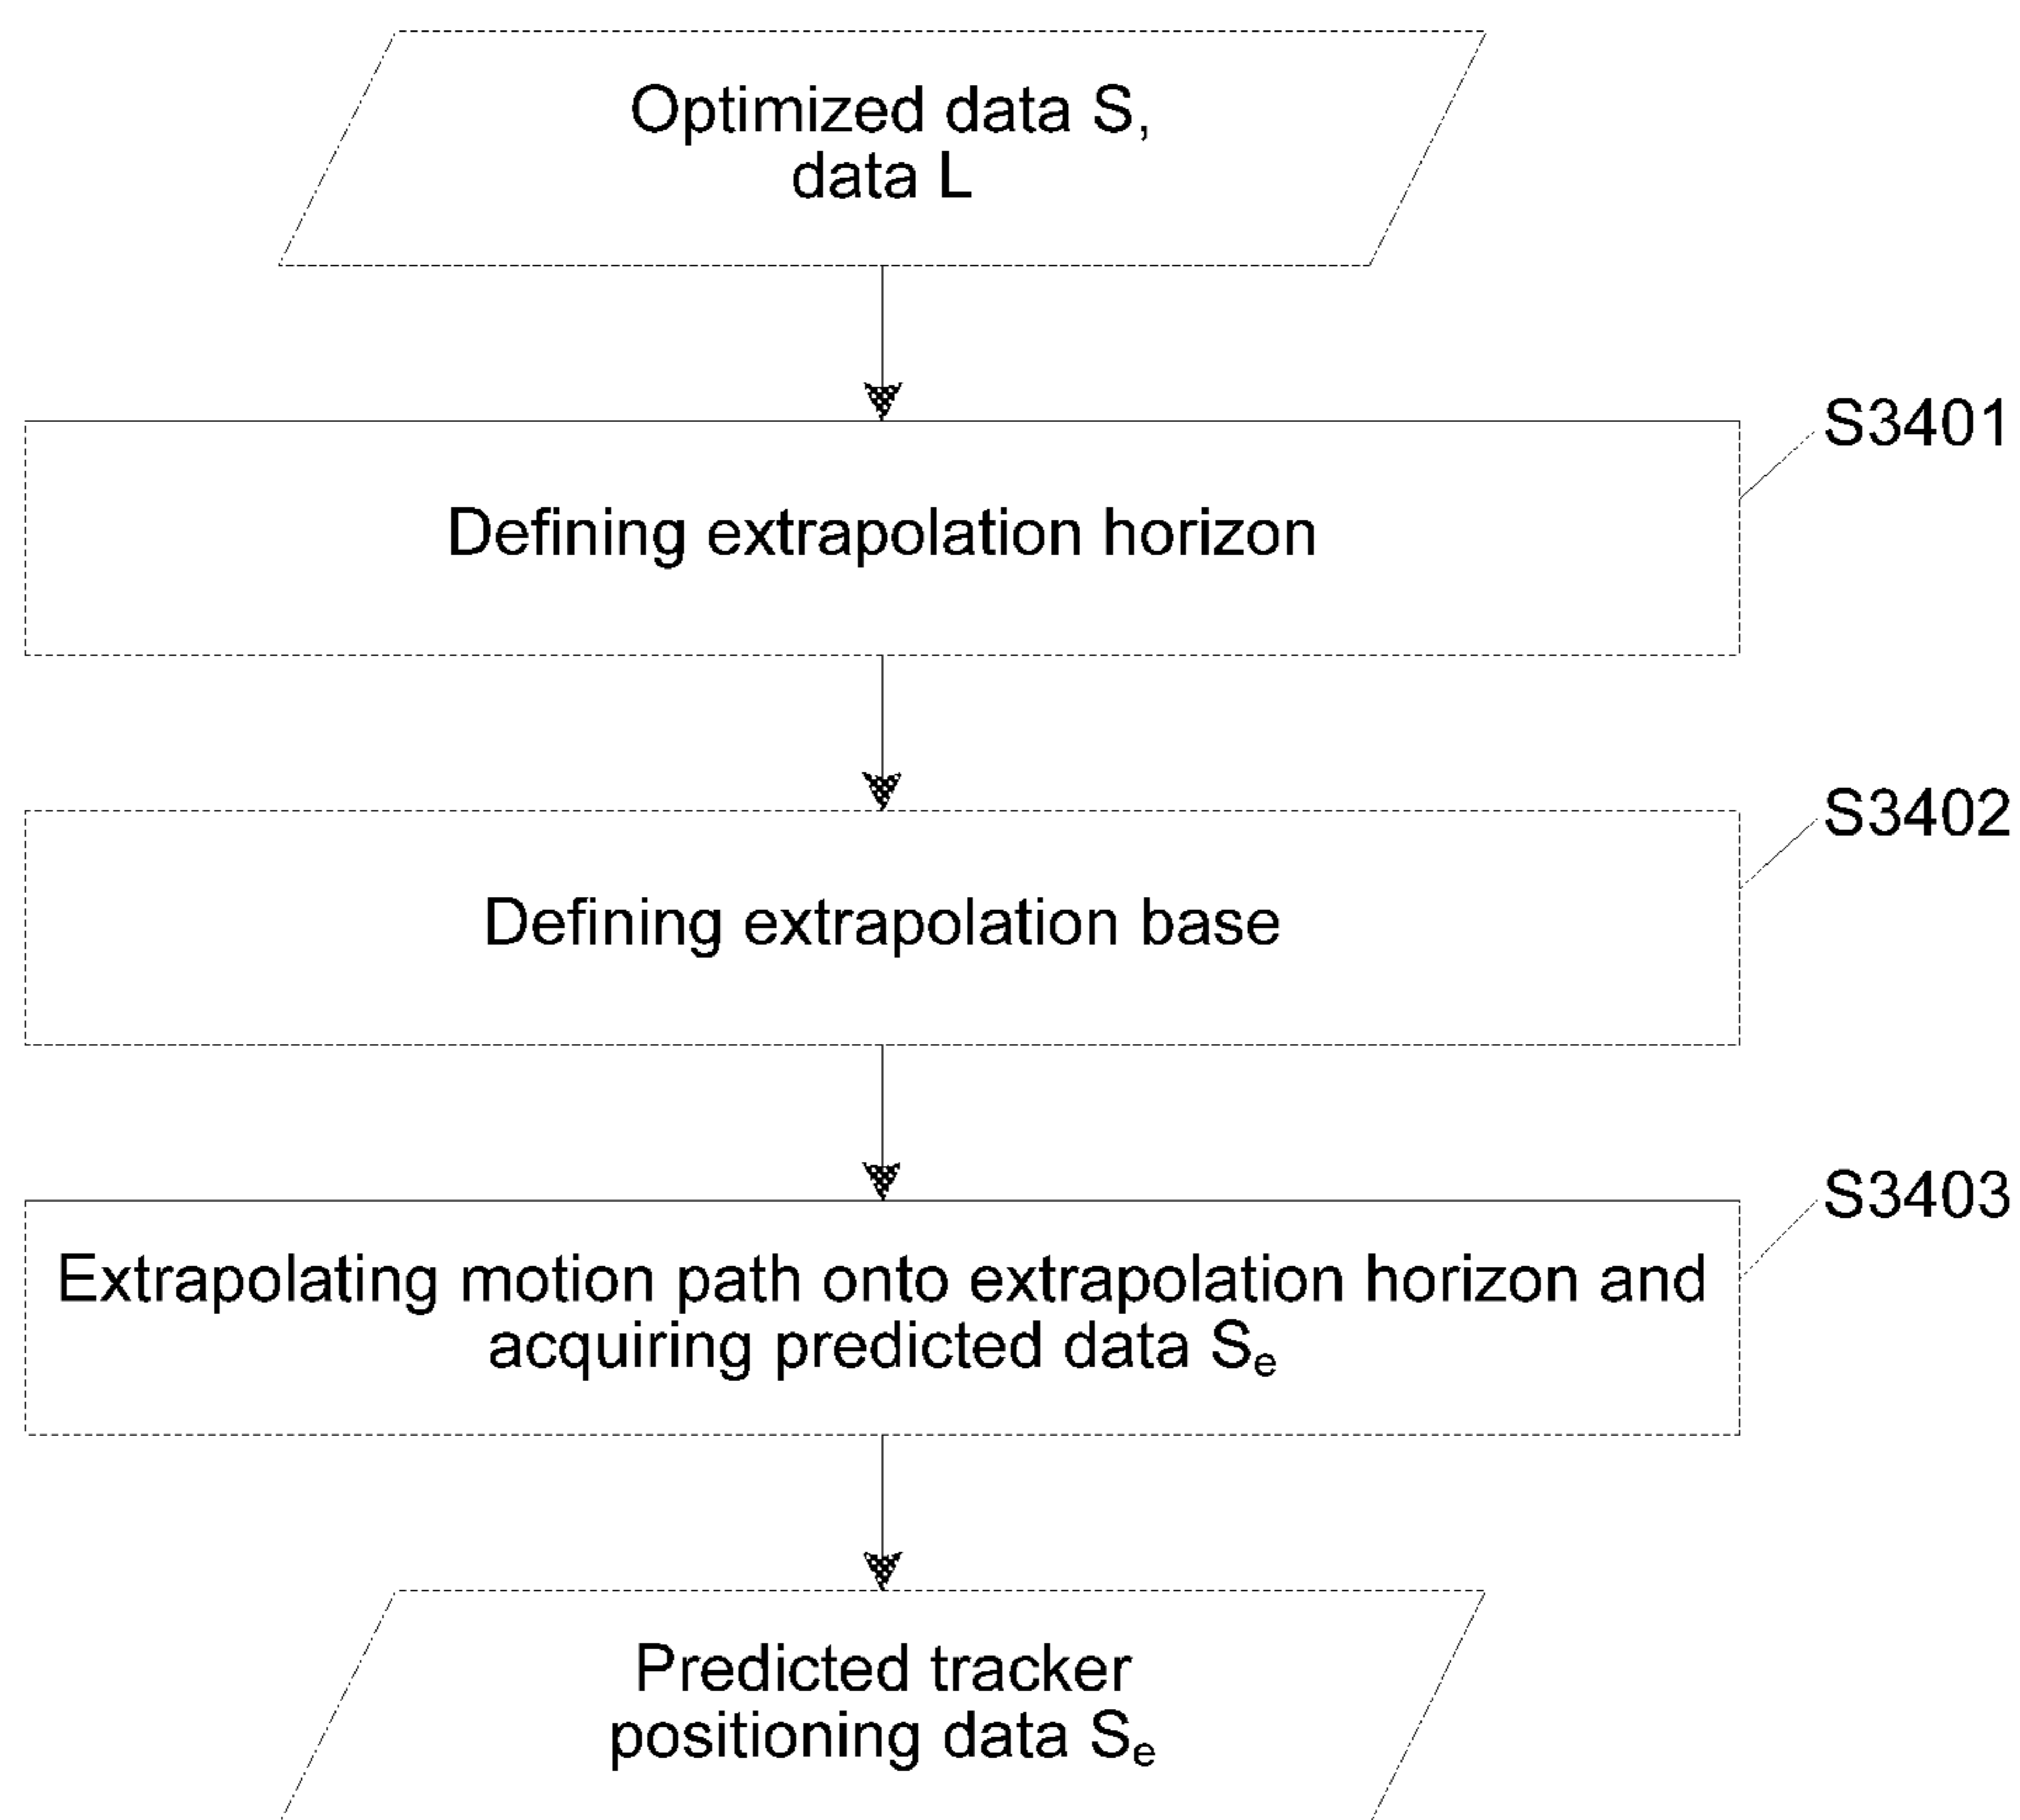 Optimized data S,
data L
S3401
Defining extrapolation horizon
S3402
Defining extrapolation base
S3403
Extrapolating motion path onto extrapolation horizon and
acquiring predicted data Sₑ
Predicted tracker
positioning data Sₑ